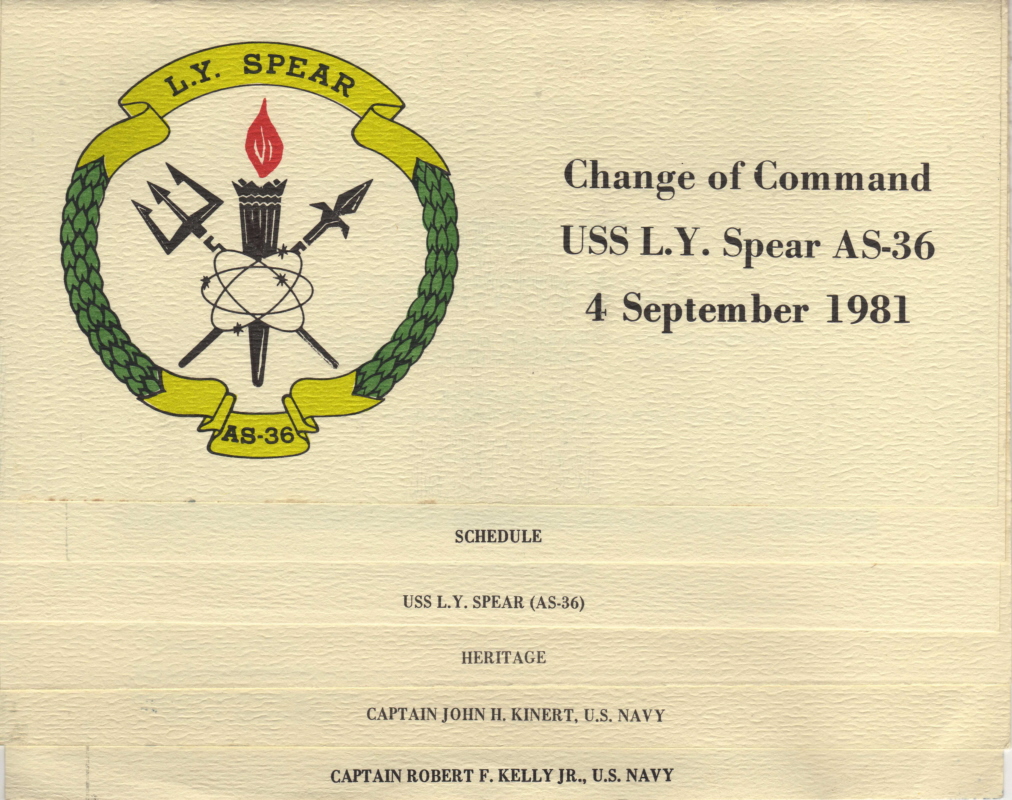 L.Y. SPEAR
AS-36
Change of Command
USS L.Y. Spear AS-36
4 September 1981
SCHEDULE
USS L.Y. SPEAR (AS-36)
HERITAGE
CAPTAIN JOHN H. KINERT, U.S. NAVY
CAPTAIN ROBERT F. KELLY JR., U.S. NAVY